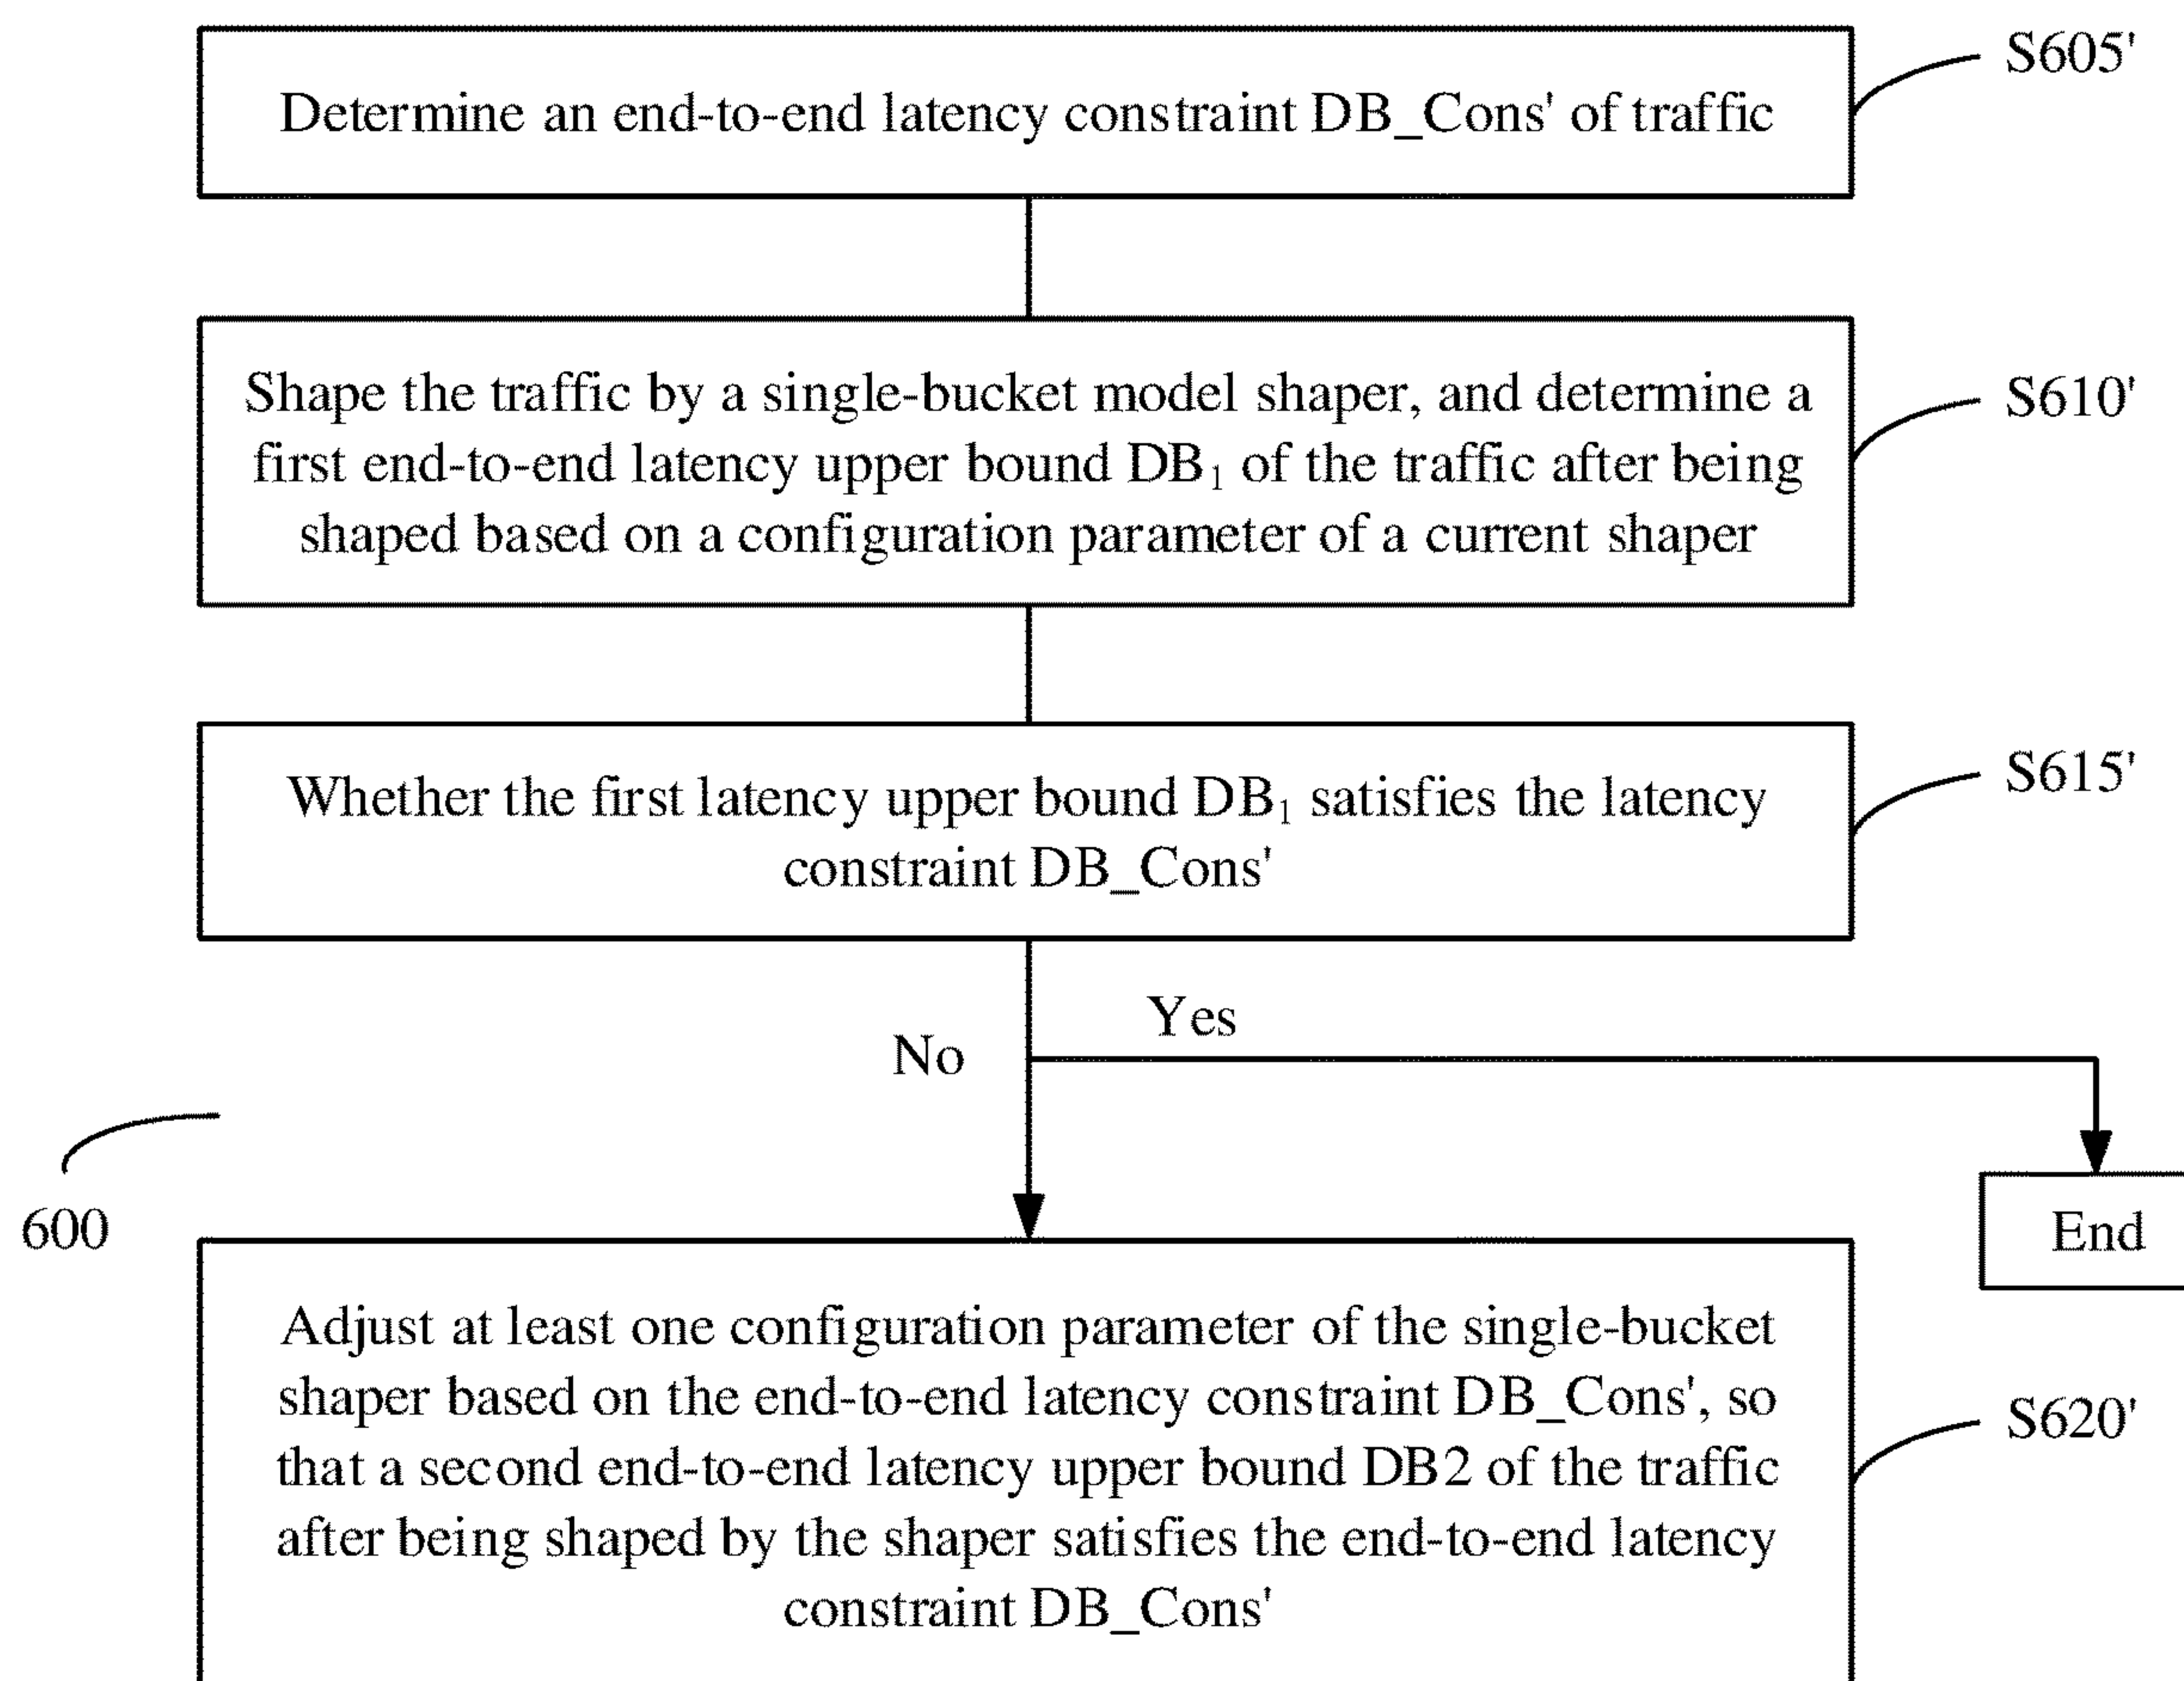 Determine an end-to-end latency constraint DB_Cons' of traffic
S605'
Shape the traffic by a single-bucket model shaper, and determine a
first end-to-end latency upper bound DB₁ of the traffic after being
shaped based on a configuration parameter of a current shaper
S610'
Whether the first latency upper bound DB₁ satisfies the latency
constraint DB_Cons'
S615'
Yes
No
600
End
Adjust at least one configuration parameter of the single-bucket
shaper based on the end-to-end latency constraint DB_Cons', so
that a second end-to-end latency upper bound DB2 of the traffic
after being shaped by the shaper satisfies the end-to-end latency
constraint DB_Cons'
S620'